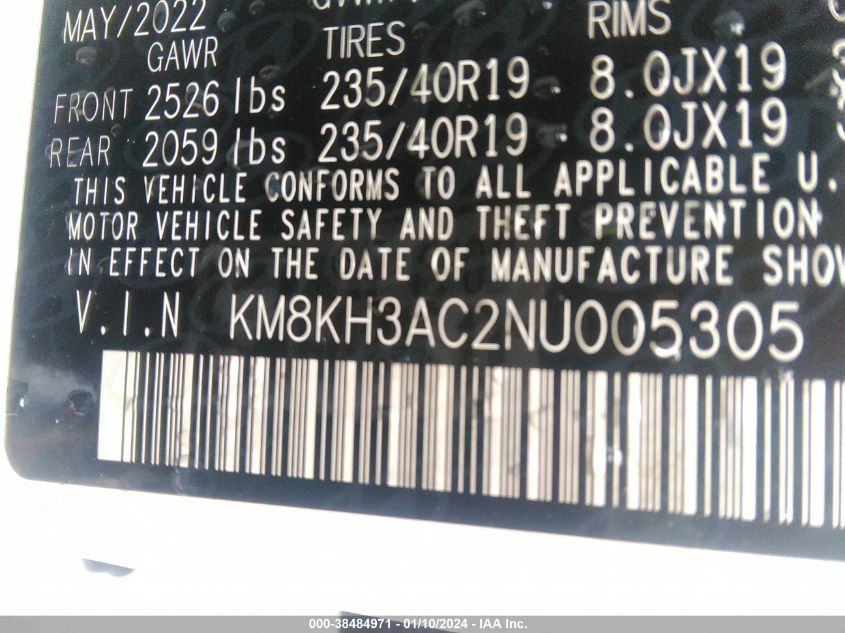 MAY/2022 RIMS
GAWR TIRES
FRONT 2526 lbs 235/40R19 8.0JX19
REAR 2059 lbs 235/40R19 8.0JX19
THIS VEHICLE CONFORMS TO ALL APPLICABLE U.
MOTOR VEHICLE SAFETY AND THEFT PREVENTION
IN EFFECT ON THE DATE OF MANUFACTURE SHOW
V.I.N KM8KH3AC2NU005305
000-38484971 - 01/10/2024 - IAA Inc.